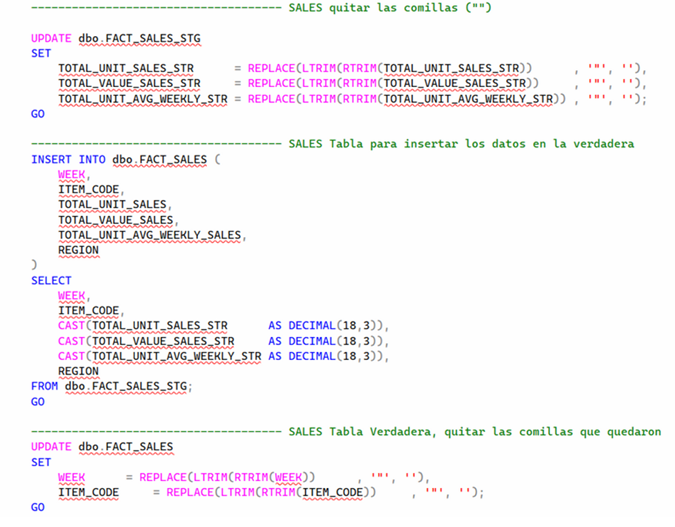 ------------------------------------ SALES quitar las comillas ("")
UPDATE dbo.FACT_SALES_STG
SET
    TOTAL_UNIT_SALES_STR      = REPLACE(LTRIM(RTRIM(TOTAL_UNIT_SALES_STR))      , '"', ''),
    TOTAL_VALUE_SALES_STR     = REPLACE(LTRIM(RTRIM(TOTAL_VALUE_SALES_STR))     , '"', ''),
    TOTAL_UNIT_AVG_WEEKLY_STR = REPLACE(LTRIM(RTRIM(TOTAL_UNIT_AVG_WEEKLY_STR)) , '"', '');
GO
------------------------------------ SALES Tabla para insertar los datos en la verdadera
INSERT INTO dbo.FACT_SALES (
    WEEK,
    ITEM_CODE,
    TOTAL_UNIT_SALES,
    TOTAL_VALUE_SALES,
    TOTAL_UNIT_AVG_WEEKLY_SALES,
    REGION
)
SELECT
    WEEK,
    ITEM_CODE,
    CAST(TOTAL_UNIT_SALES_STR      AS DECIMAL(18,3)),
    CAST(TOTAL_VALUE_SALES_STR     AS DECIMAL(18,3)),
    CAST(TOTAL_UNIT_AVG_WEEKLY_STR AS DECIMAL(18,3)),
    REGION
FROM dbo.FACT_SALES_STG;
GO
------------------------------------ SALES Tabla Verdadera, quitar las comillas que quedaron
UPDATE dbo.FACT_SALES
SET
    WEEK      = REPLACE(LTRIM(RTRIM(WEEK))      , '"', ''),
    ITEM_CODE     = REPLACE(LTRIM(RTRIM(ITEM_CODE))     , '"', '');
GO